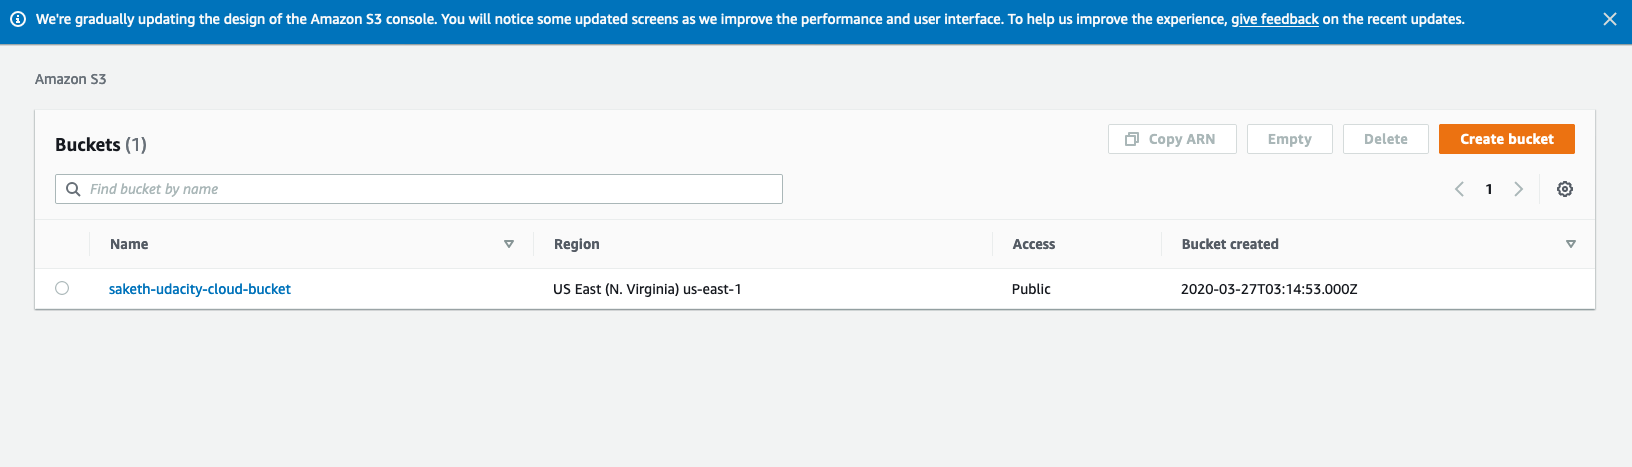 We're gradually updating the design of the Amazon S3 console. You will notice some updated screens as we improve the performance and user interface. To help us improve the experience, give feedback on the recent updates.
Amazon S3
Buckets (1)
Copy ARN
Empty
Delete
Create bucket
Find bucket by name
1
Name Region Access Bucket created
saketh-udacity-cloud-bucket US East (N. Virginia) us-east-1 Public 2020-03-27T03:14:53.000Z